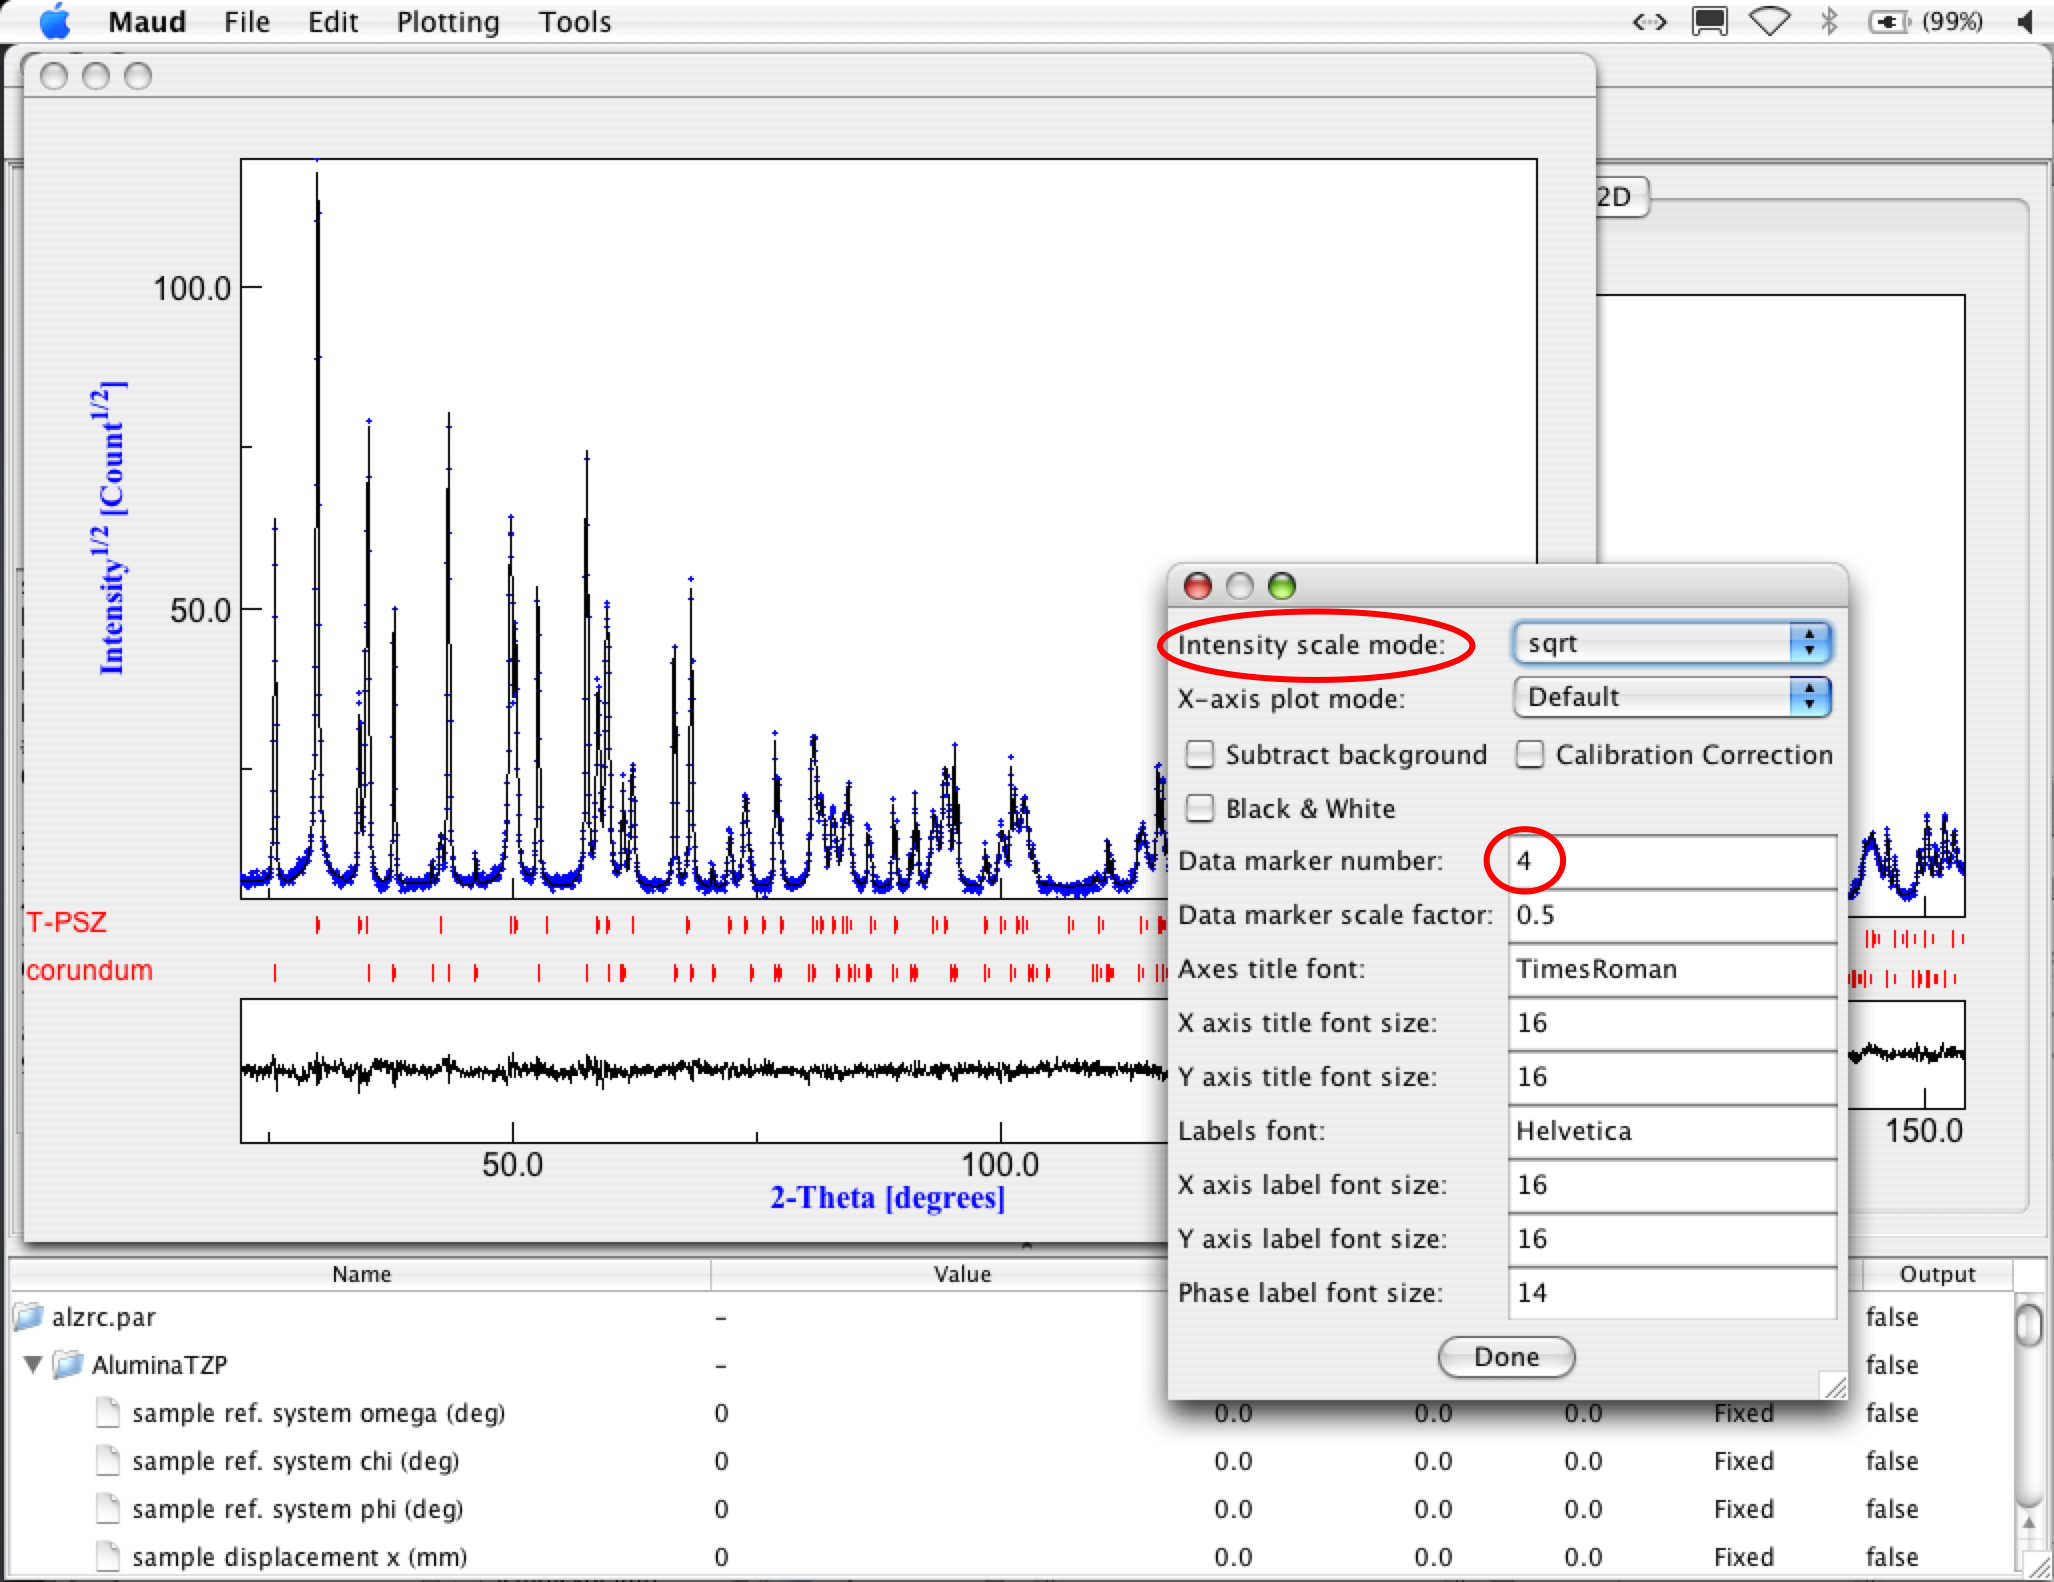 Maud File Edit Plotting Tools (99%)
2D
100.0
50.0
Intensity1/2 [Count1/2]
T-PSZ
corundum
50.0 100.0 150.0
2-Theta [degrees]
Intensity scale mode: sqrt
X-axis plot mode: Default
Subtract background Calibration Correction
Black & White
Data marker number: 4
Data marker scale factor: 0.5
Axes title font: TimesRoman
X axis title font size: 16
Y axis title font size: 16
Labels font: Helvetica
X axis label font size: 16
Y axis label font size: 16
Phase label font size: 14
Done
Name Value Output
alzrc.par – false
AluminaTZP – false
sample ref. system omega (deg) 0 0.0 0.0 0.0 Fixed false
sample ref. system chi (deg) 0 0.0 0.0 0.0 Fixed false
sample ref. system phi (deg) 0 0.0 0.0 0.0 Fixed false
sample displacement x (mm) 0 0.0 0.0 0.0 Fixed false